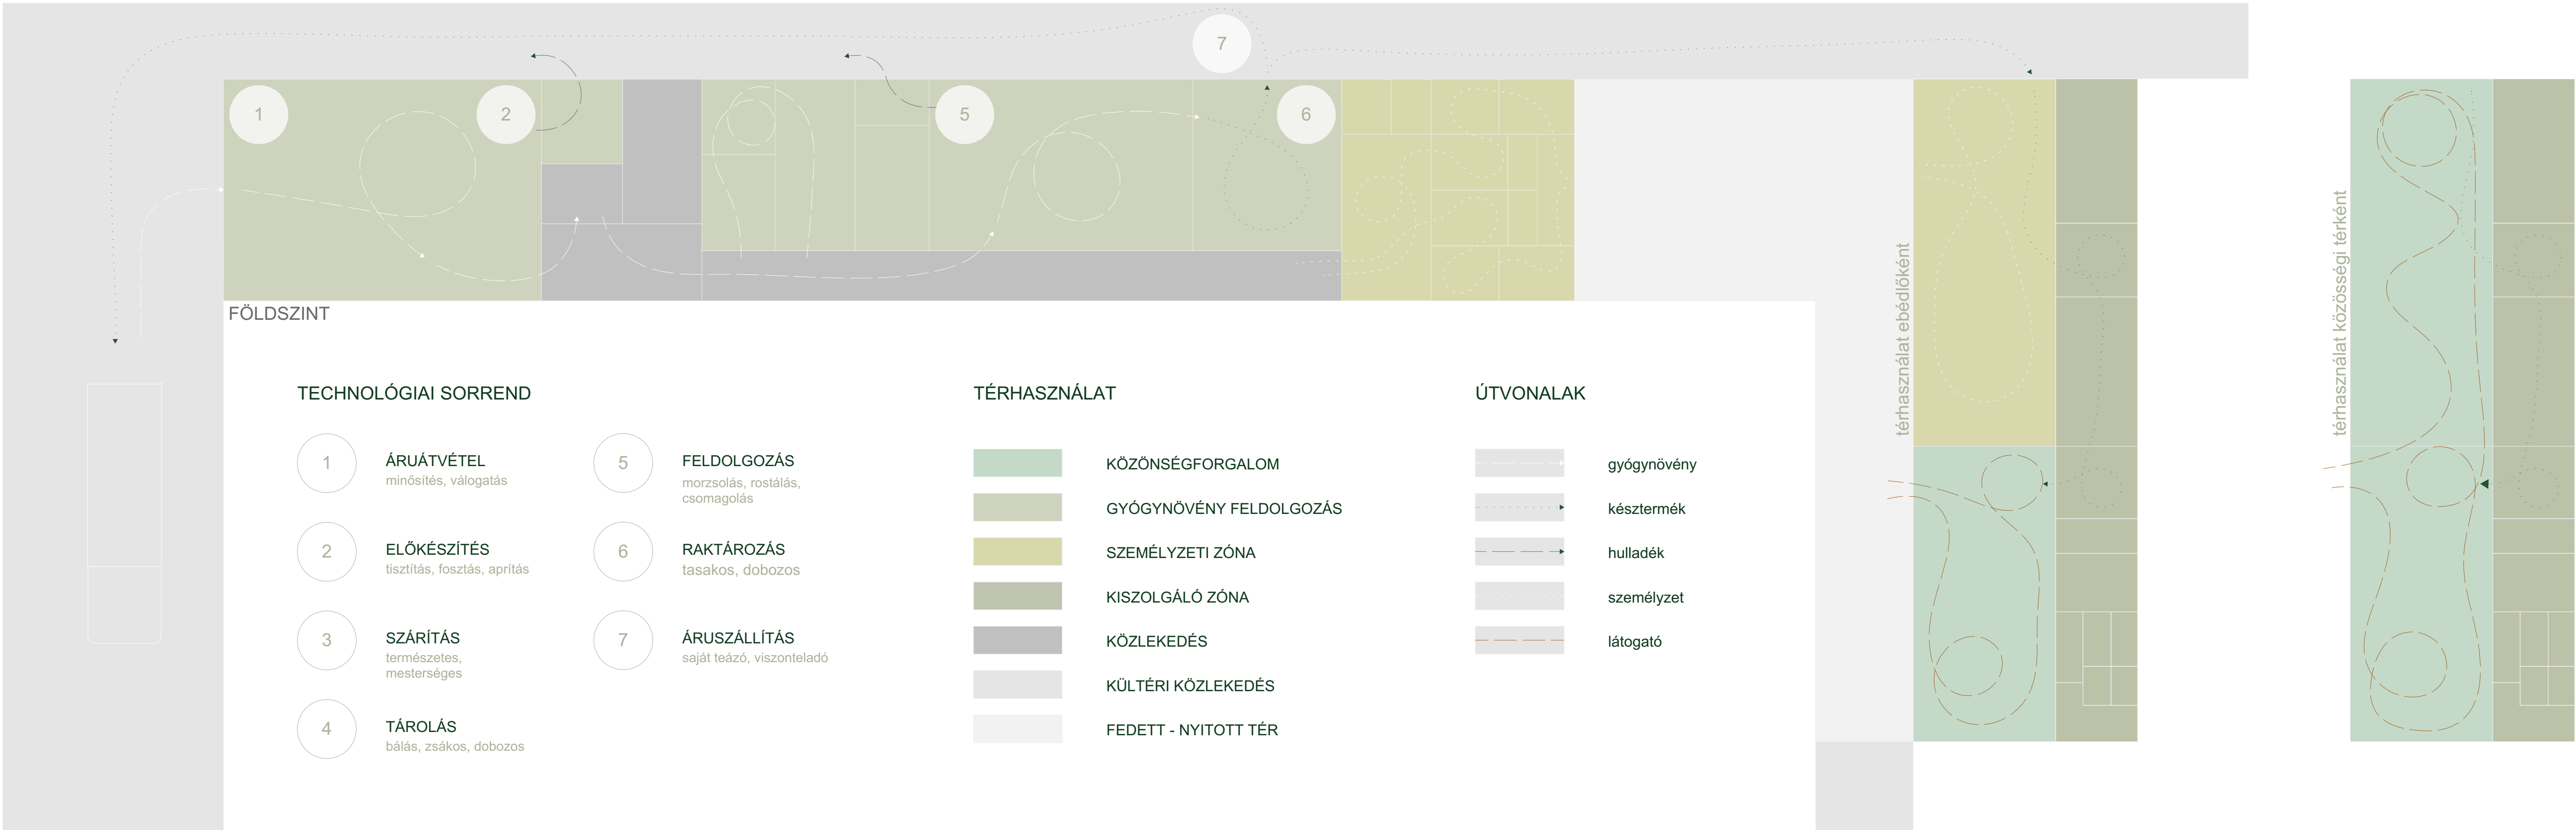 7
1
2
5
6
FÖLDSZINT
térhasználat ebédlőként
térhasználat közösségi térként
TECHNOLÓGIAI SORREND
1
ÁRUÁTVÉTEL
minősítés, válogatás
2
ELŐKÉSZÍTÉS
tisztítás, fosztás, aprítás
3
SZÁRÍTÁS
természetes,
mesterséges
4
TÁROLÁS
bálás, zsákos, dobozos
5
FELDOLGOZÁS
morzsolás, rostálás,
csomagolás
6
RAKTÁROZÁS
tasakos, dobozos
7
ÁRUSZÁLLÍTÁS
saját teázó, viszonteladó
TÉRHASZNÁLAT
KÖZÖNSÉGFORGALOM
GYÓGYNÖVÉNY FELDOLGOZÁS
SZEMÉLYZETI ZÓNA
KISZOLGÁLÓ ZÓNA
KÖZLEKEDÉS
KÜLTÉRI KÖZLEKEDÉS
FEDETT - NYITOTT TÉR
ÚTVONALAK
gyógynövény
késztermék
hulladék
személyzet
látogató